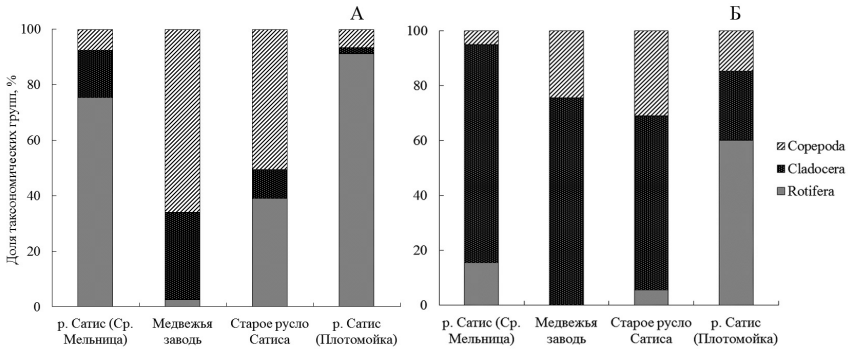 А
Б
Доля таксономических групп, %
100
80
60
40
20
0
р. Сатис (Ср. Мельница)
Медвежья заводь
Старое русло Сатиса
р. Сатис (Плотомойка)
100
80
60
40
20
0
р. Сатис (Ср. Мельница)
Медвежья заводь
Старое русло Сатиса
р. Сатис (Плотомойка)
Copepoda
Cladocera
Rotifera